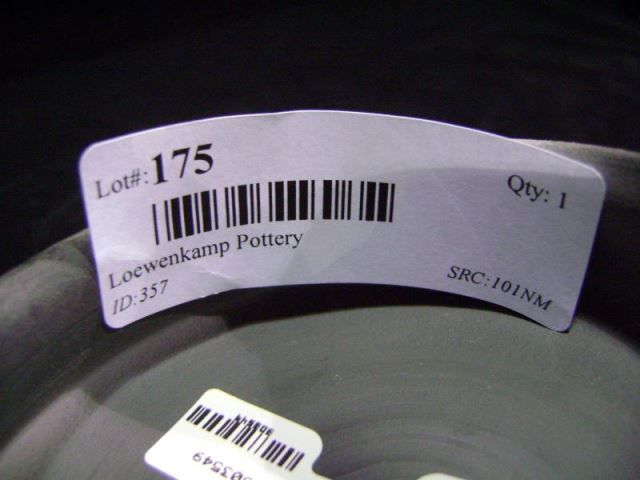 Lot#: 175
Qty: 1
Loewenkamp Pottery
ID:357
SRC:101NM